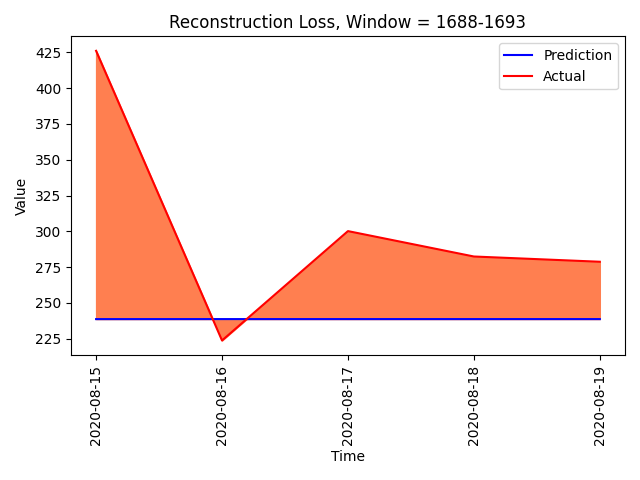 Reconstruction Loss, Window = 1688-1693
Prediction
Actual
425
400
375
350
325
300
275
250
225
Value
2020-08-15
2020-08-16
2020-08-17
2020-08-18
2020-08-19
Time